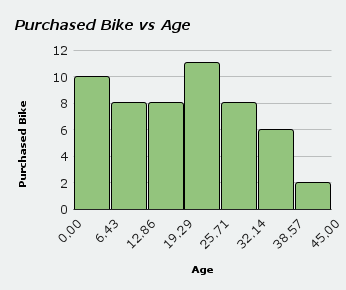 Purchased Bike vs Age
12
10
8
6
4
2
0
Purchased Bike
0.00 6.43 12.86 19.29 25.71 32.14 38.57 45.00
Age